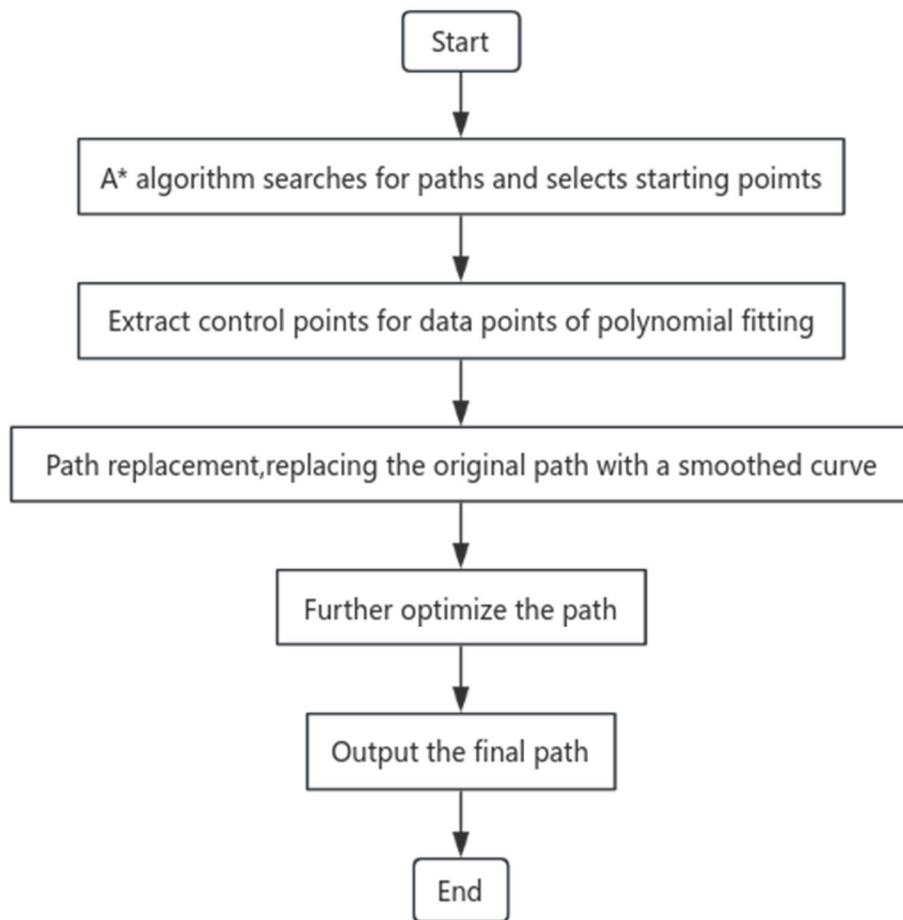 Start
A* algorithm searches for paths and selects starting poimts
Extract control points for data points of polynomial fitting
Path replacement,replacing the original path with a smoothed curve
Further optimize the path
Output the final path
End